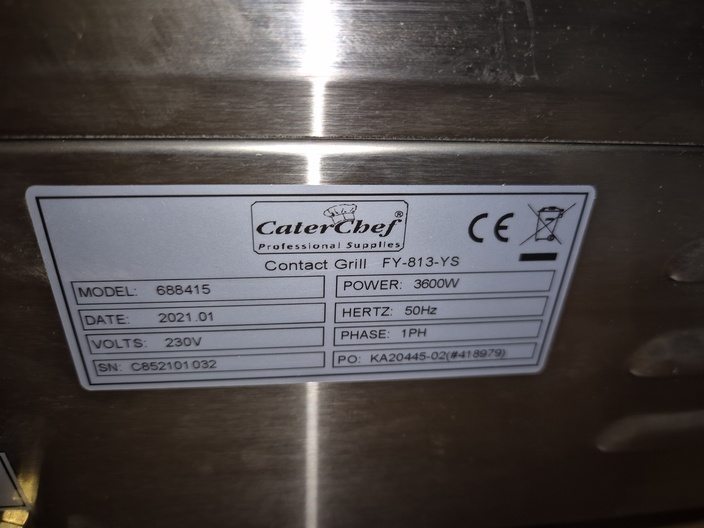 CaterChef®
Professional Supplies
CE
Contact Grill FY-813-YS
MODEL: 688415
POWER: 3600W
DATE: 2021.01
HERTZ: 50Hz
VOLTS: 230V
PHASE: 1PH
SN: C852101032
PO: KA20445-02(#418979)